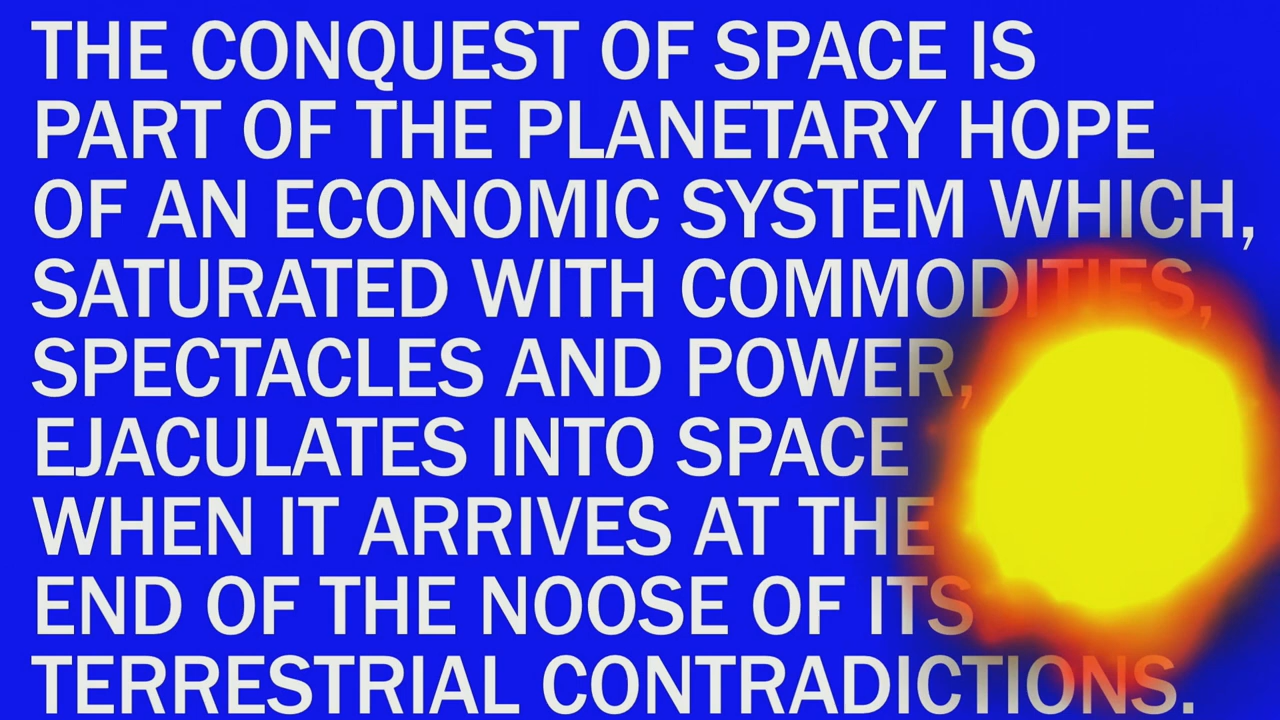 THE CONQUEST OF SPACE IS
PART OF THE PLANETARY HOPE
OF AN ECONOMIC SYSTEM WHICH,
SATURATED WITH COMMODITIES,
SPECTACLES AND POWER,
EJACULATES INTO SPACE
WHEN IT ARRIVES AT THE
END OF THE NOOSE OF ITS
TERRESTRIAL CONTRADICTIONS.